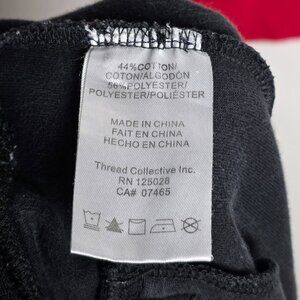 44%COTTON/
COTON/ALGODÓN
56%POLYESTER/
POLYESTER/POLIÉSTER
MADE IN CHINA
FAIT EN CHINA
HECHO EN CHINA
Thread Collective Inc.
RN 125028
CA# 07465